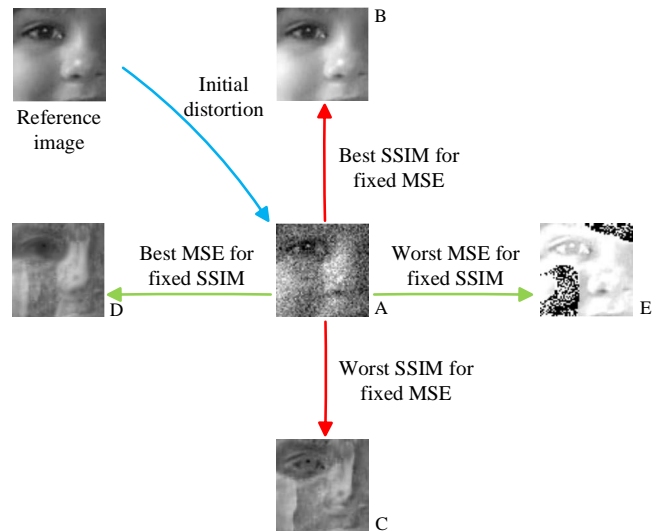 B
Initial
distortion
Reference
image
Best SSIM for
fixed MSE
Best MSE for
fixed SSIM
Worst MSE for
fixed SSIM
D
A
E
Worst SSIM for
fixed MSE
C